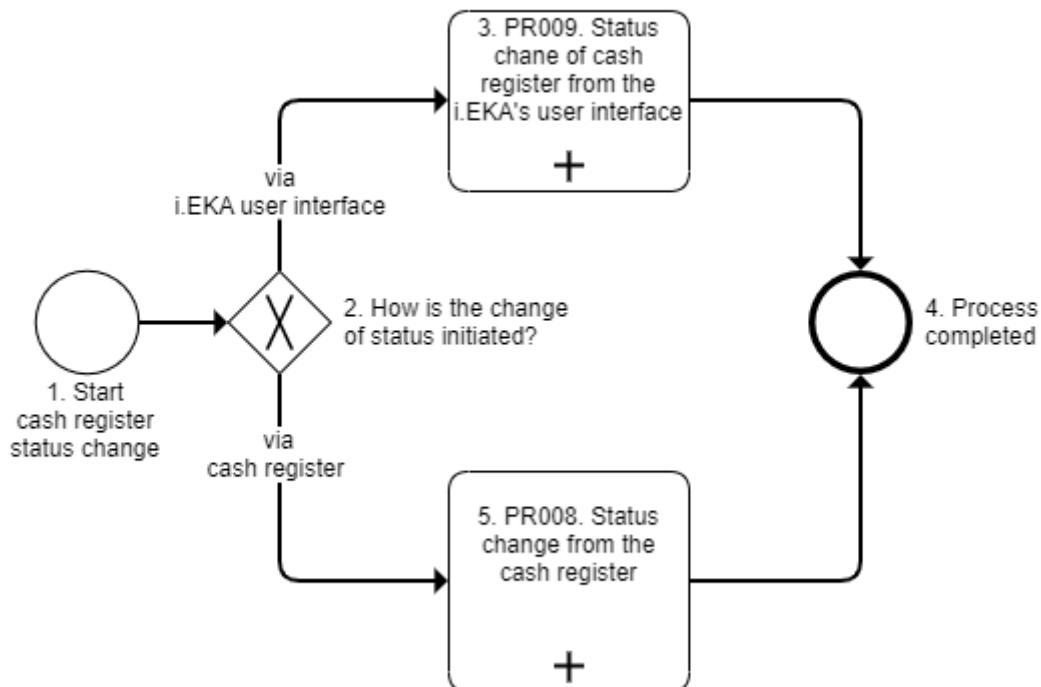 3. PR009. Status
chane of cash
register from the
i.EKA's user interface
via
i.EKA user interface
2. How is the change
of status initiated?
4. Process
completed
1. Start
cash register
status change
via
cash register
5. PR008. Status
change from the
cash register